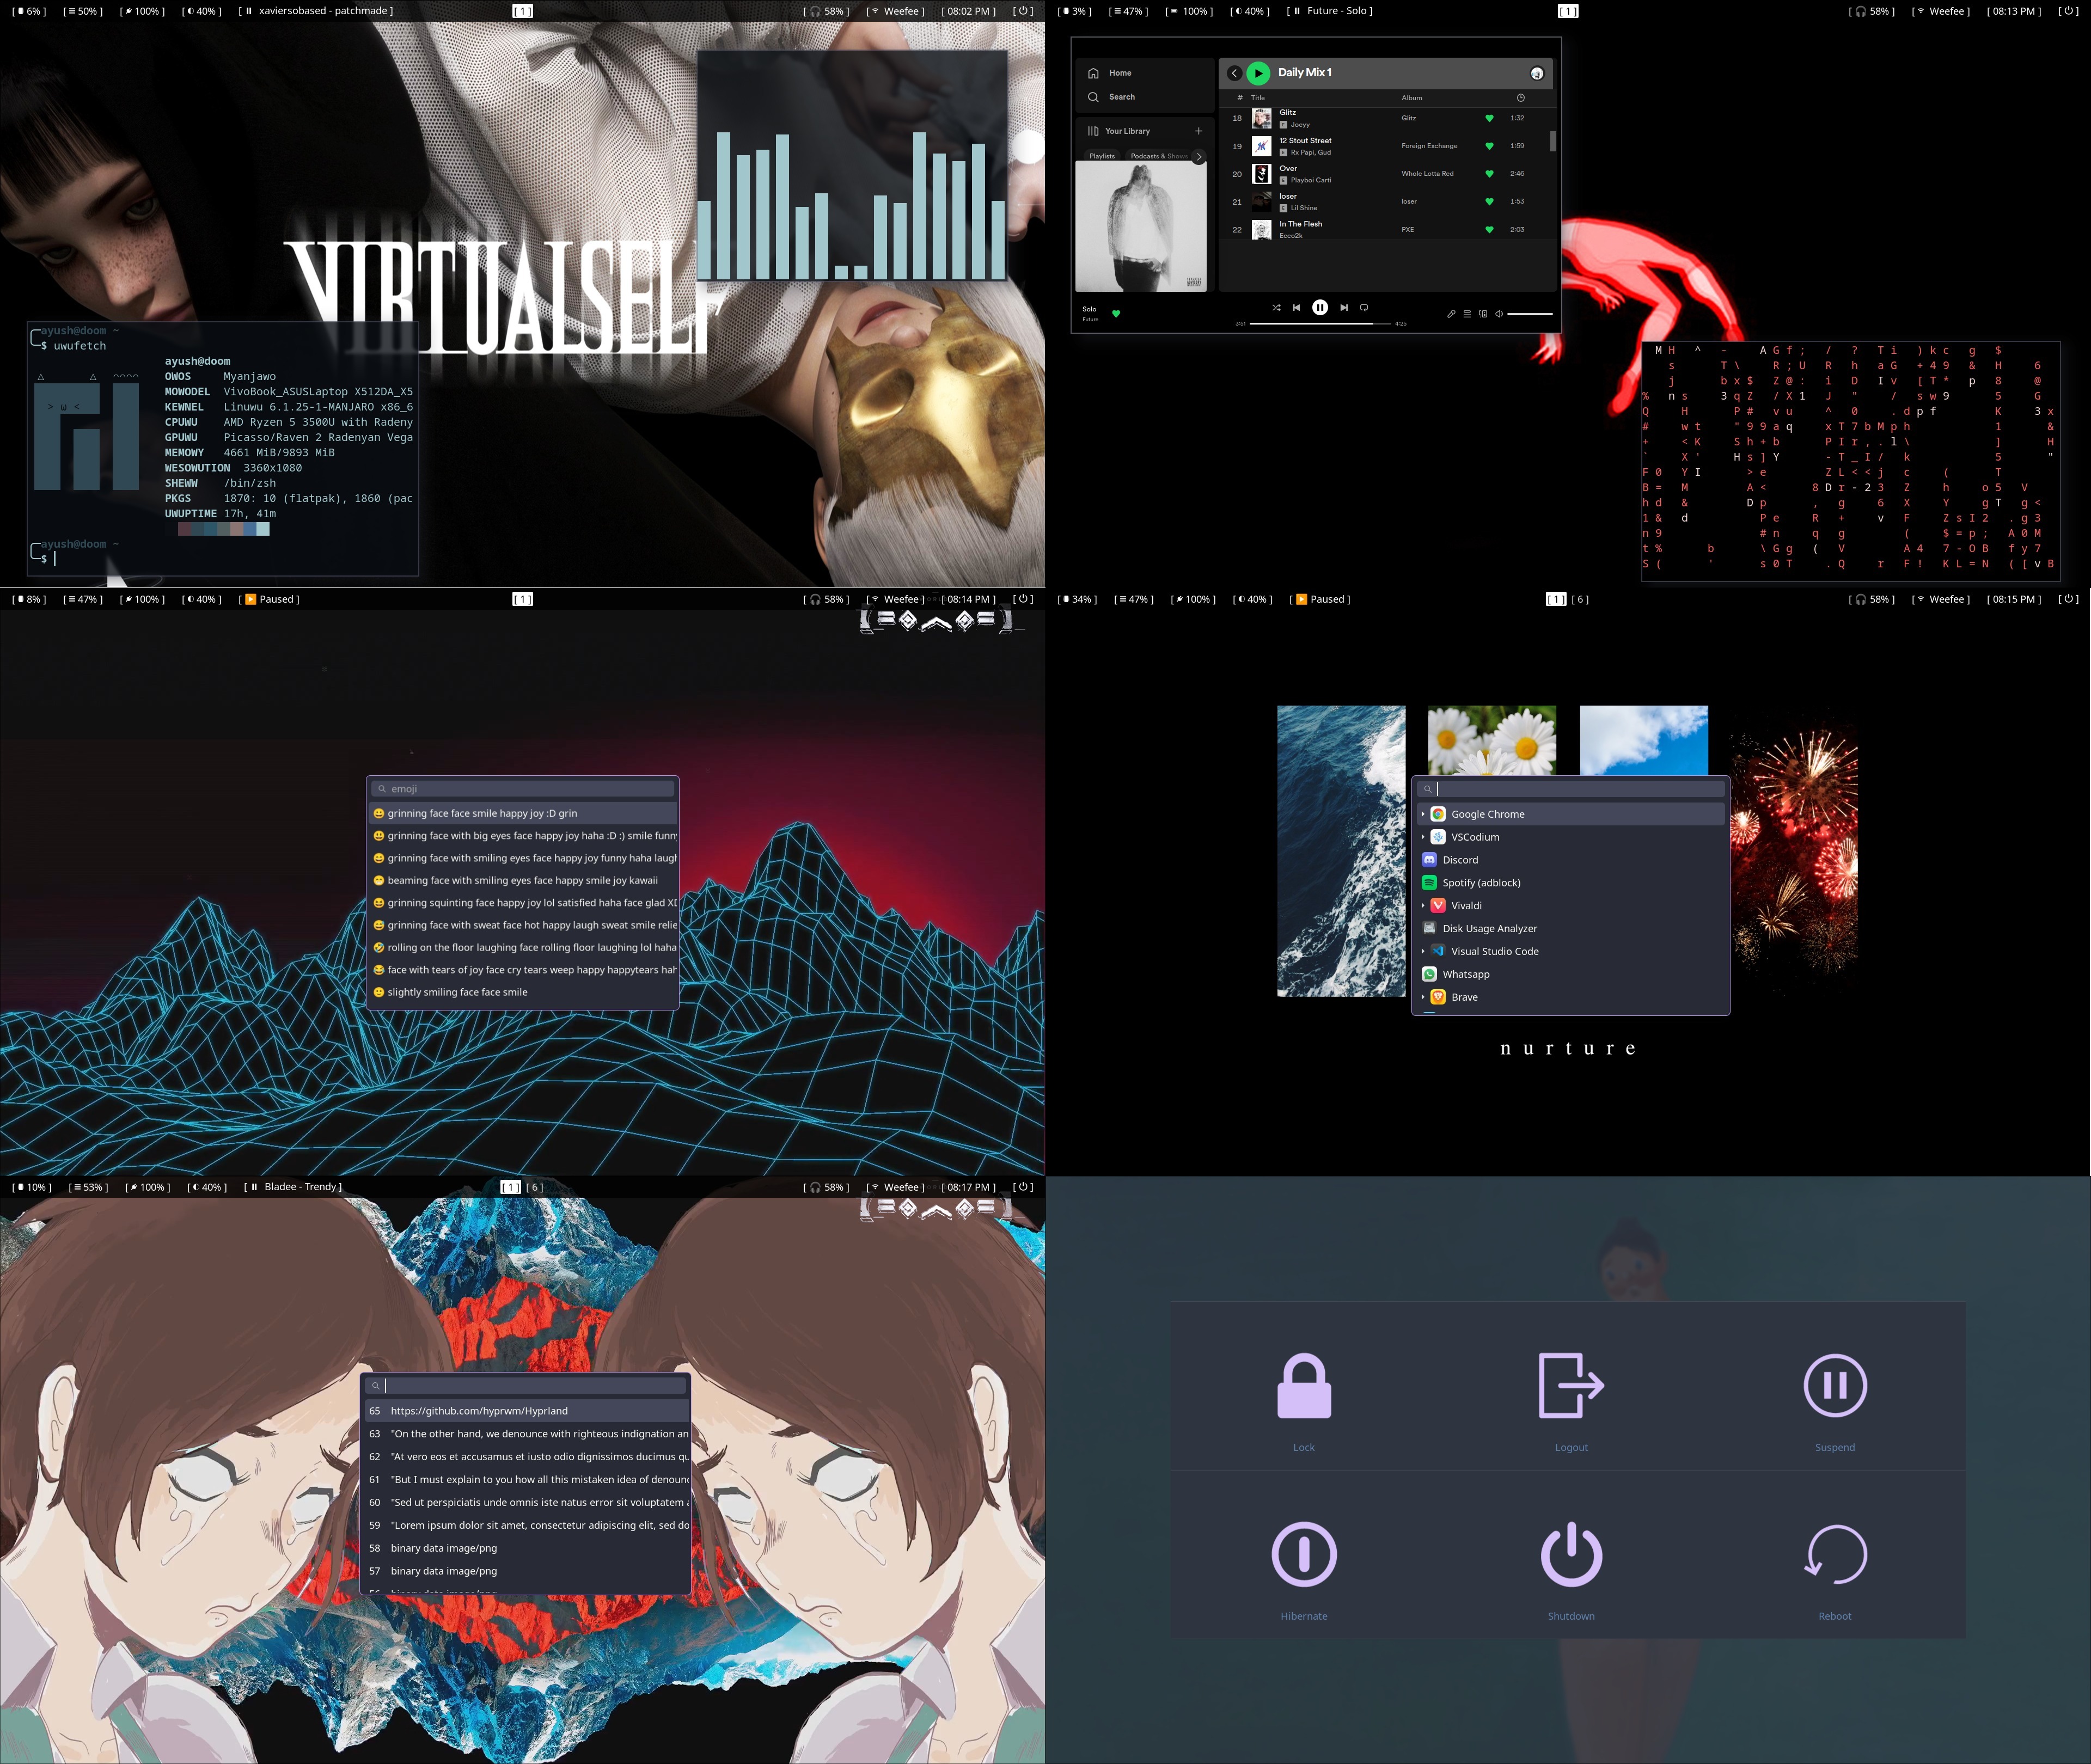 [ 6% ] [ 50% ] [ 100% ] [ 40% ] [ xaviersobased - patchmade ] [ 1 ] [ 58% ] [ Weefee ] [ 08:02 PM ] [ ]
VIRTUALSELF
ayush@doom ~
$ uwufetch
ayush@doom
OWOS Myanjawo
MOWODEL VivoBook_ASUSLaptop X512DA_X5
KEWNEL Linuwu 6.1.25-1-MANJARO x86_6
> ω < CPUWU AMD Ryzen 5 3500U with Radeny
GPUWU Picasso/Raven 2 Radenyan Vega
MEMOWY 4661 MiB/9893 MiB
WESOWUTION 3360x1080
SHEWW /bin/zsh
PKGS 1870: 10 (flatpak), 1860 (pac
UWUPTIME 17h, 41m
ayush@doom ~
$
[ 3% ] [ 47% ] [ 100% ] [ 40% ] [ Future - Solo ] [ 1 ] [ 58% ] [ Weefee ] [ 08:13 PM ] [ ]
Home
Search
Your Library +
Playlists Podcasts & Shows
Solo
Future
Daily Mix 1
# Title Album
18 Glitz Glitz 1:32
E Joeyy
19 12 Stout Street Foreign Exchange 1:59
E Rx Papi, Gud
20 Over Whole Lotta Red 2:46
E Playboi Carti
21 loser loser 1:53
E Lil Shine
22 In The Flesh PXE 2:03
Ecco2k
3:51 4:25
[ 8% ] [ 47% ] [ 100% ] [ 40% ] [ Paused ] [ 1 ] [ 58% ] [ Weefee ] [ 08:14 PM ] [ ]
emoji
😀 grinning face face smile happy joy :D grin
😃 grinning face with big eyes face happy joy haha :D :) smile funny
😄 grinning face with smiling eyes face happy joy funny haha laugh
😁 beaming face with smiling eyes face happy smile joy kawaii
😆 grinning squinting face happy joy lol satisfied haha face glad XD
😅 grinning face with sweat face hot happy laugh sweat smile relie
🤣 rolling on the floor laughing face rolling floor laughing lol haha
😂 face with tears of joy face cry tears weep happy happytears hah
🙂 slightly smiling face face smile
[ 34% ] [ 47% ] [ 100% ] [ 40% ] [ Paused ] [ 1 ] [ 6 ] [ 58% ] [ Weefee ] [ 08:15 PM ] [ ]
Google Chrome
VSCodium
Discord
Spotify (adblock)
Vivaldi
Disk Usage Analyzer
Visual Studio Code
Whatsapp
Brave
nurture
[ 10% ] [ 53% ] [ 100% ] [ 40% ] [ Bladee - Trendy ] [ 1 ] [ 6 ] [ 58% ] [ Weefee ] [ 08:17 PM ] [ ]
65 https://github.com/hyprwm/Hyprland
63 "On the other hand, we denounce with righteous indignation an
62 "At vero eos et accusamus et iusto odio dignissimos ducimus qu
61 "But I must explain to you how all this mistaken idea of denounc
60 "Sed ut perspiciatis unde omnis iste natus error sit voluptatem a
59 "Lorem ipsum dolor sit amet, consectetur adipiscing elit, sed do
58 binary data image/png
57 binary data image/png
56 binary data image/png
Lock Logout Suspend
Hibernate Shutdown Reboot